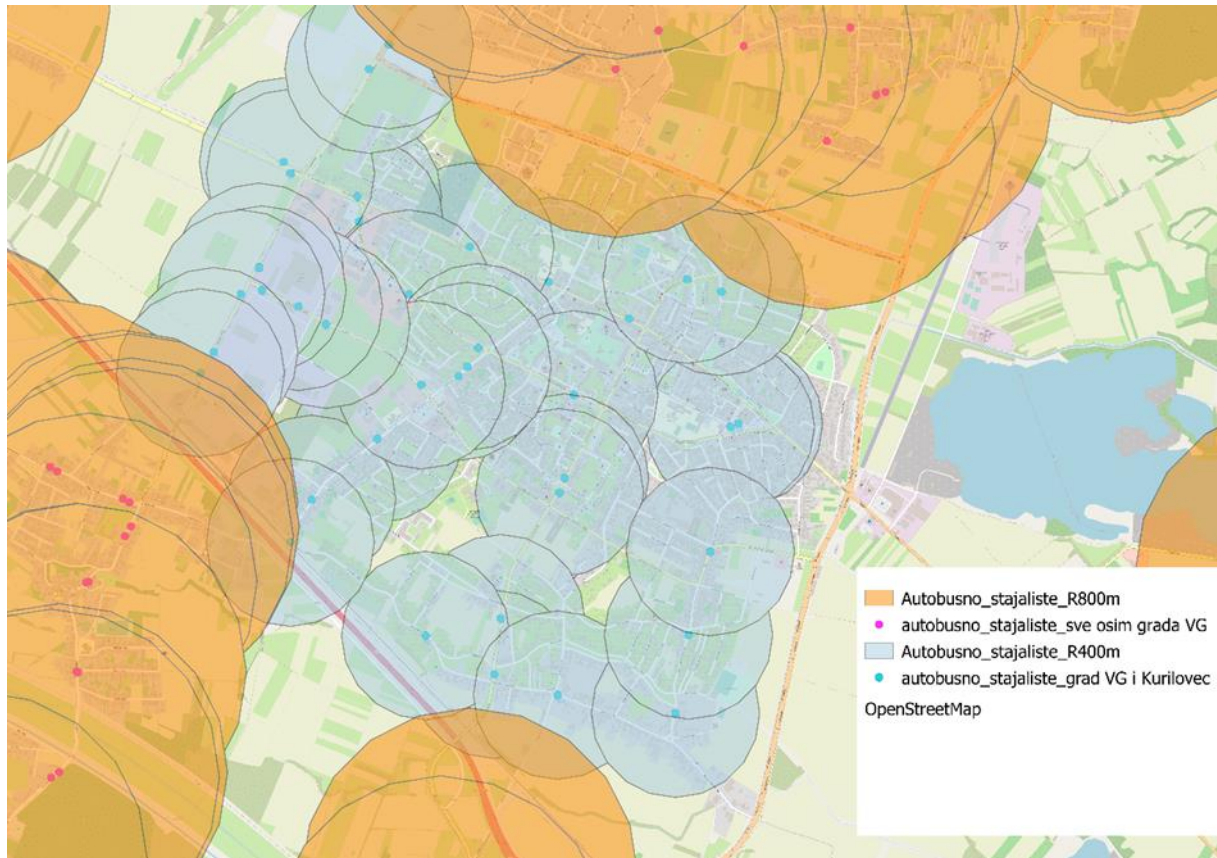 Autobusno_stajaliste_R800m
autobusno_stajaliste_sve osim grada VG
Autobusno_stajaliste_R400m
autobusno_stajaliste_grad VG i Kurilovec
OpenStreetMap